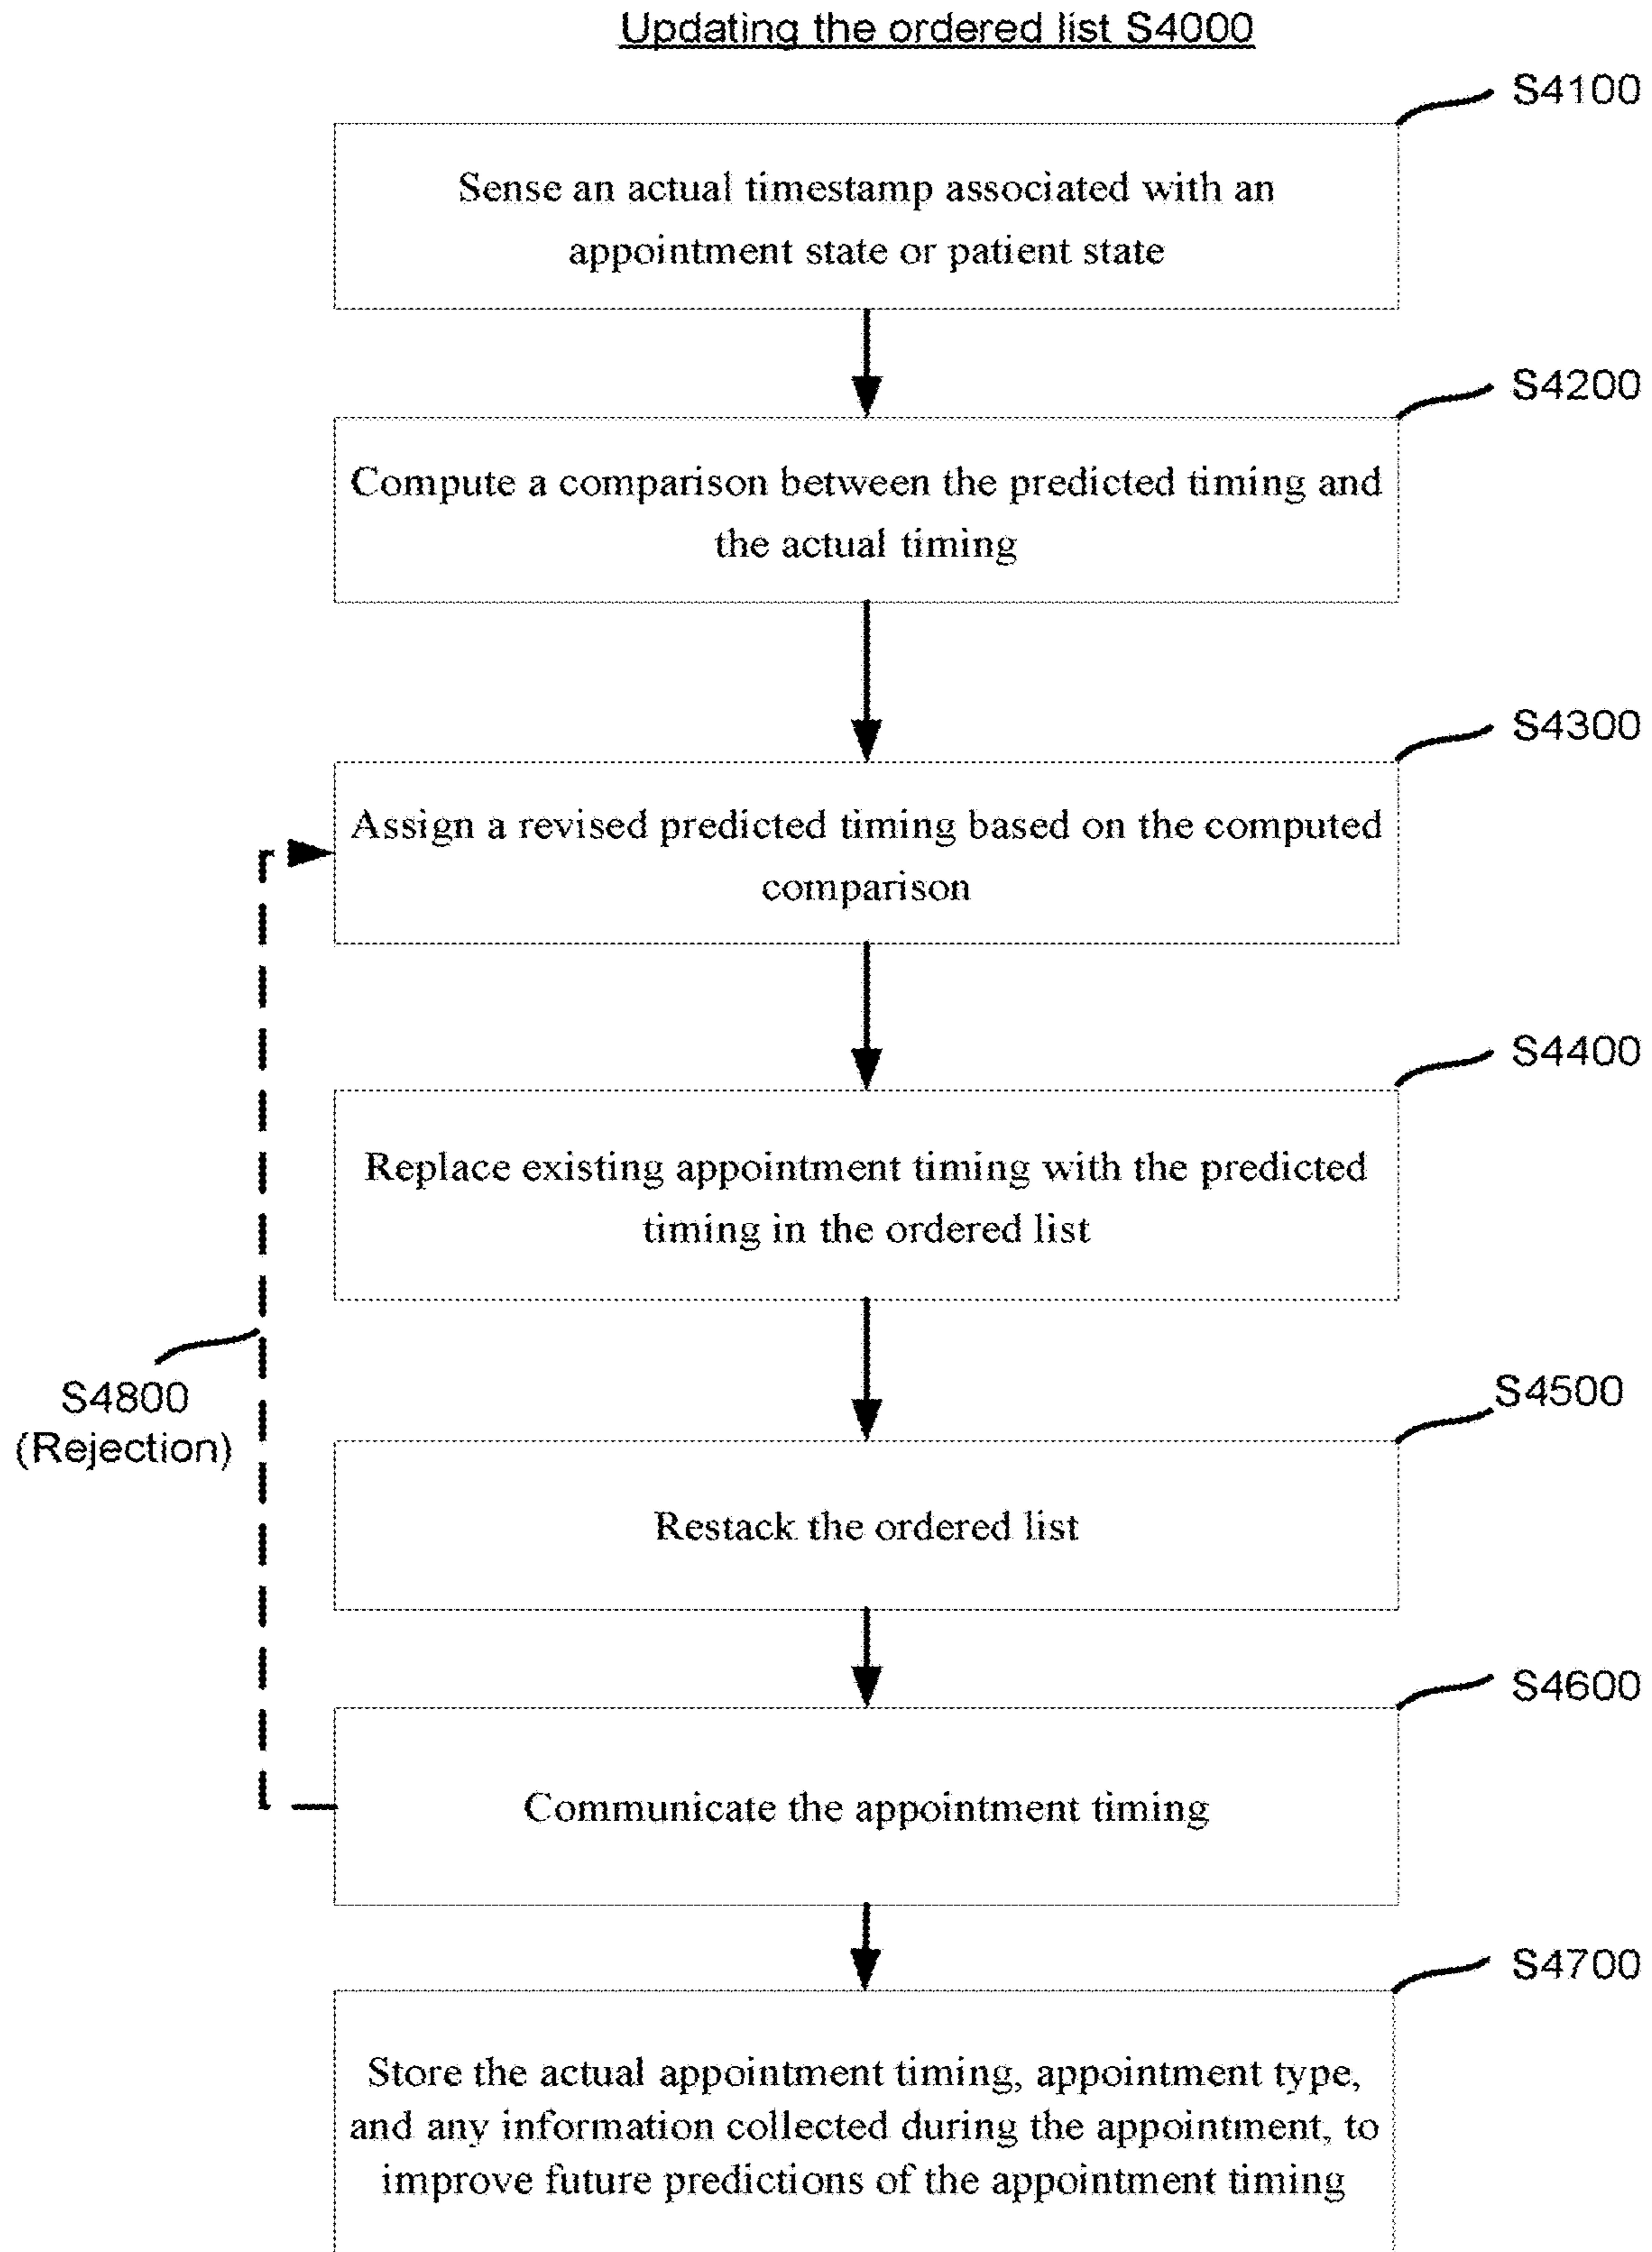 Updating the ordered list S4000
S4100
Sense an actual timestamp associated with an
appointment state or patient state
S4200
Compute a comparison between the predicted timing and
the actual timing
S4300
Assign a revised predicted timing based on the computed
comparison
S4400
Replace existing appointment timing with the predicted
timing in the ordered list
S4800
(Rejection)
S4500
Restack the ordered list
S4600
Communicate the appointment timing
S4700
Store the actual appointment timing, appointment type,
and any information collected during the appointment, to
improve future predictions of the appointment timing